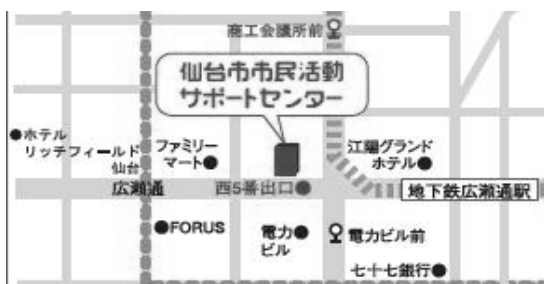 商工会議所前
仙台市市民活動
サポートセンター
ホテル
リッチフィールド
仙台
ファミリー
マート
江陽グランド
ホテル
広瀬通
西5番出口
地下鉄広瀬通駅
FORUS
電力
ビル
電力ビル前
七十七銀行